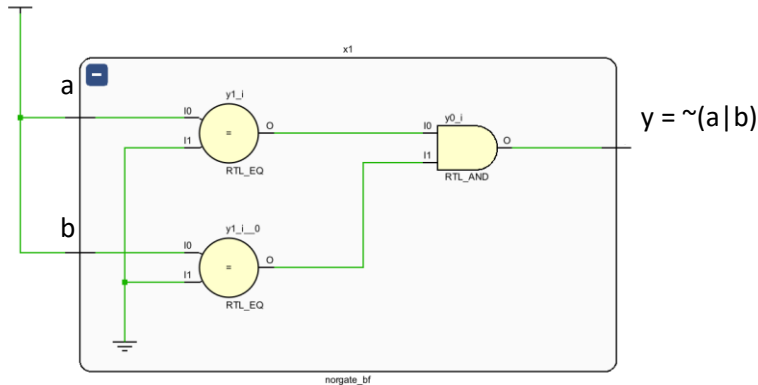 x1
a
y1_i
I0
=
O
I1
RTL_EQ
y0_i
I0
O
I1
RTL_AND
y = ~(a|b)
b
y1_i__0
I0
=
O
I1
RTL_EQ
norgate_bf